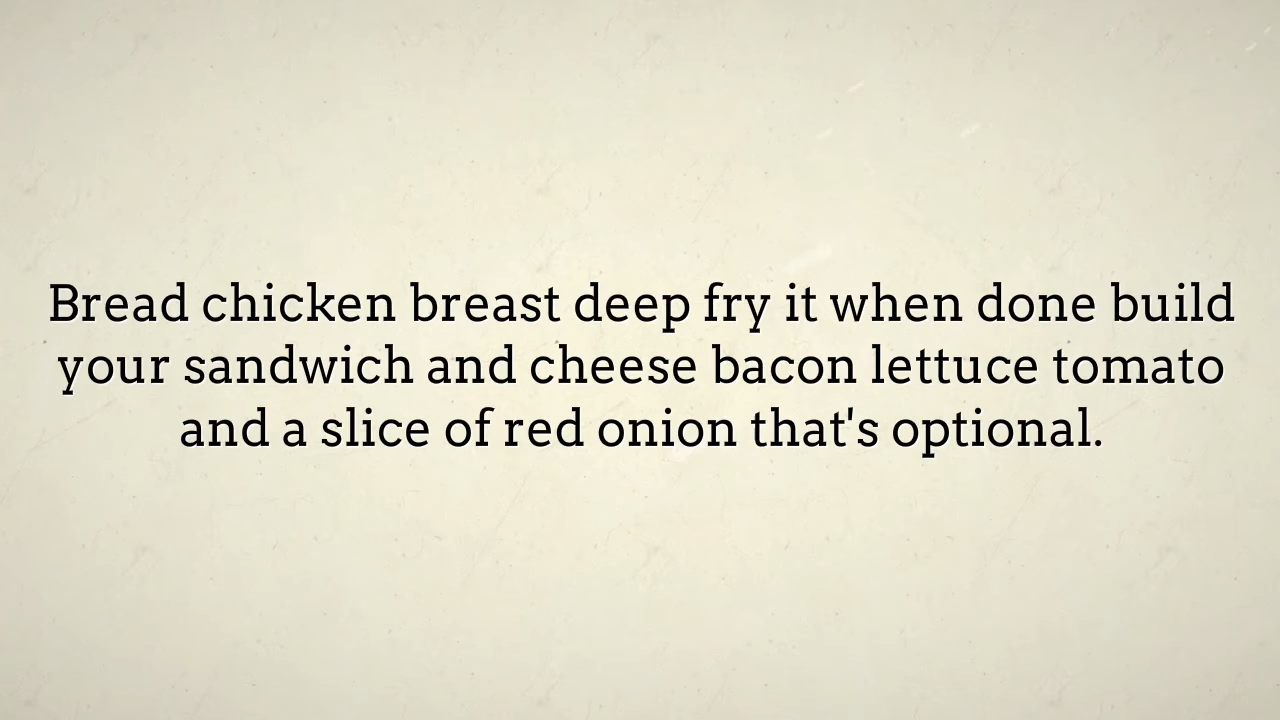 Bread chicken breast deep fry it when done build
your sandwich and cheese bacon lettuce tomato
and a slice of red onion that's optional.